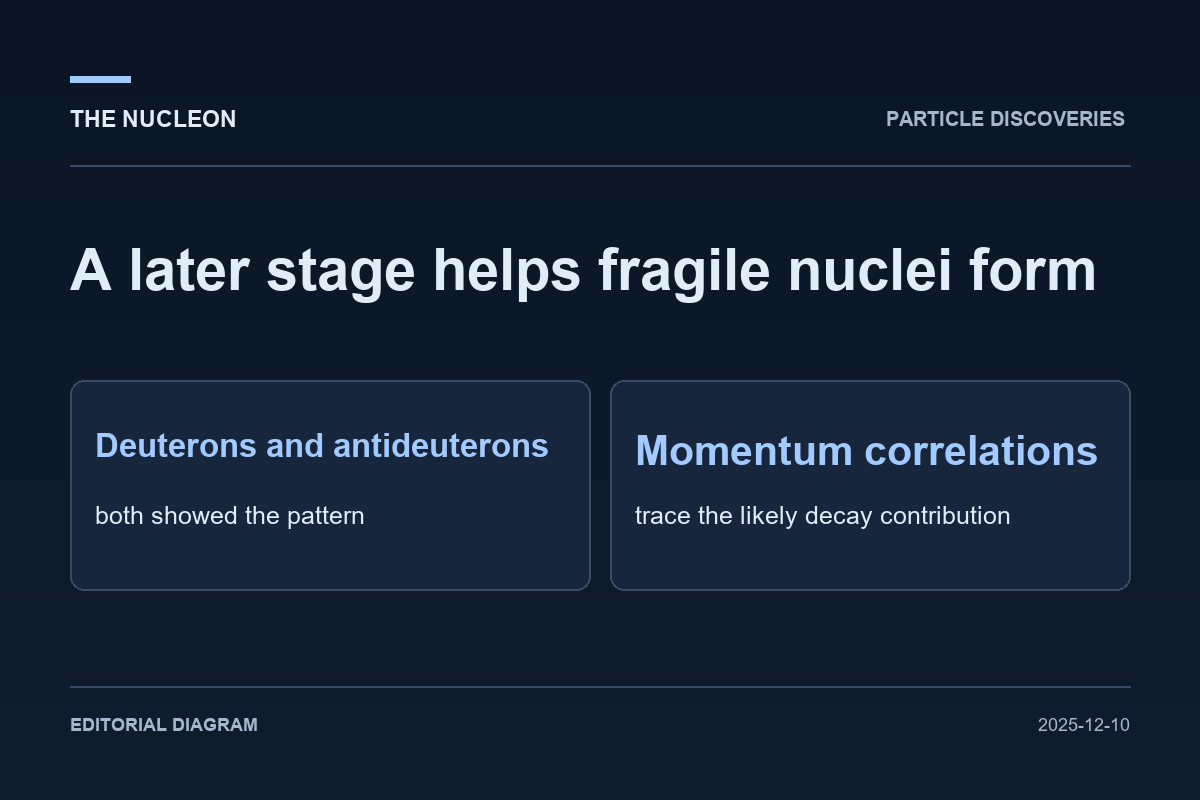 THE NUCLEON
PARTICLE DISCOVERIES
A later stage helps fragile nuclei form
Deuterons and antideuterons
both showed the pattern
Momentum correlations
trace the likely decay contribution
EDITORIAL DIAGRAM
2025-12-10